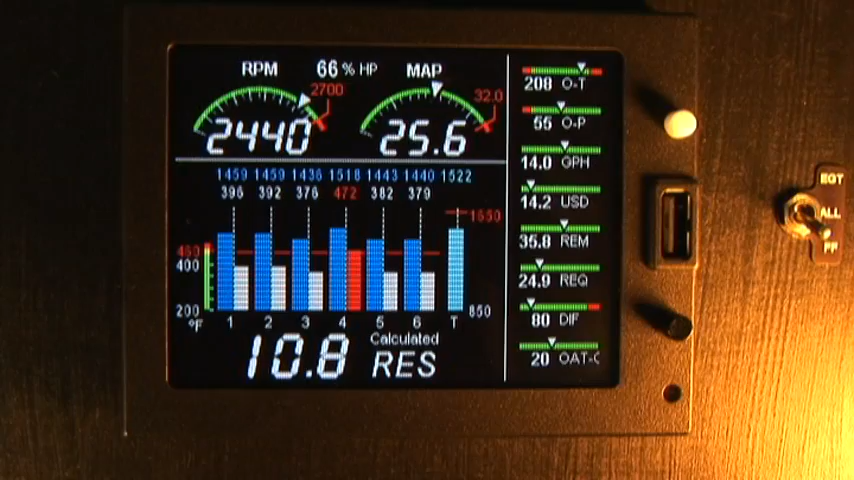 RPM 66 % HP MAP
2700 32.0
2440 25.6
1459 1459 1436 1518 1443 1440 1522
396 392 376 472 382 379
1650
450
400
200 850
°F 1 2 3 4 5 6 T
10.8 Calculated
RES
208 O-T
55 O-P
14.0 GPH
14.2 USD
35.8 REM
24.9 REQ
80 DIF
20 OAT-C
EGT
ALL
FF